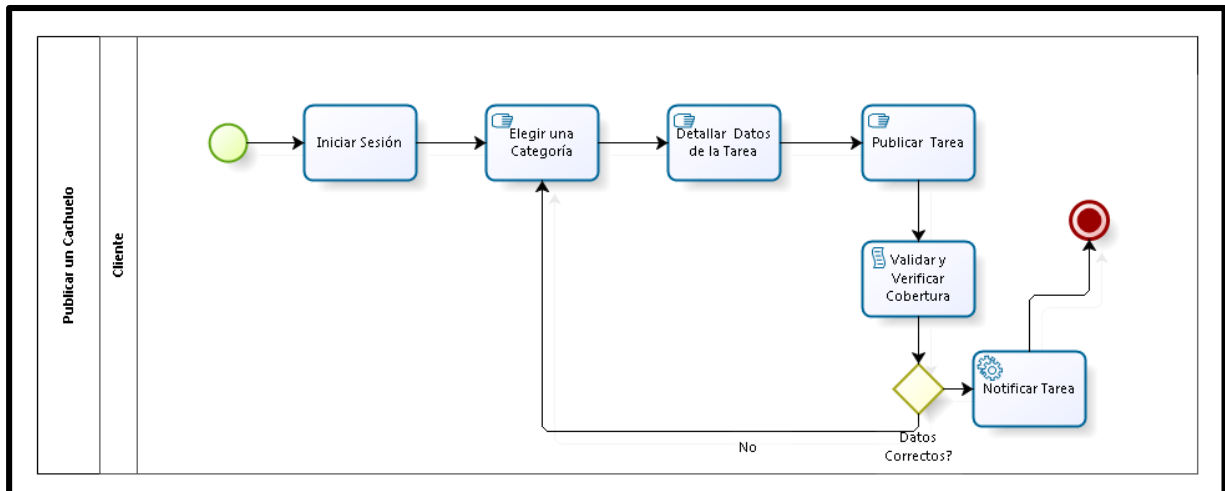 Publicar un Cachuelo
Cliente
Iniciar Sesión
Elegir una
Categoría
Detallar Datos
de la Tarea
Publicar Tarea
Validar y
Verificar
Cobertura
Notificar Tarea
Datos
Correctos?
No